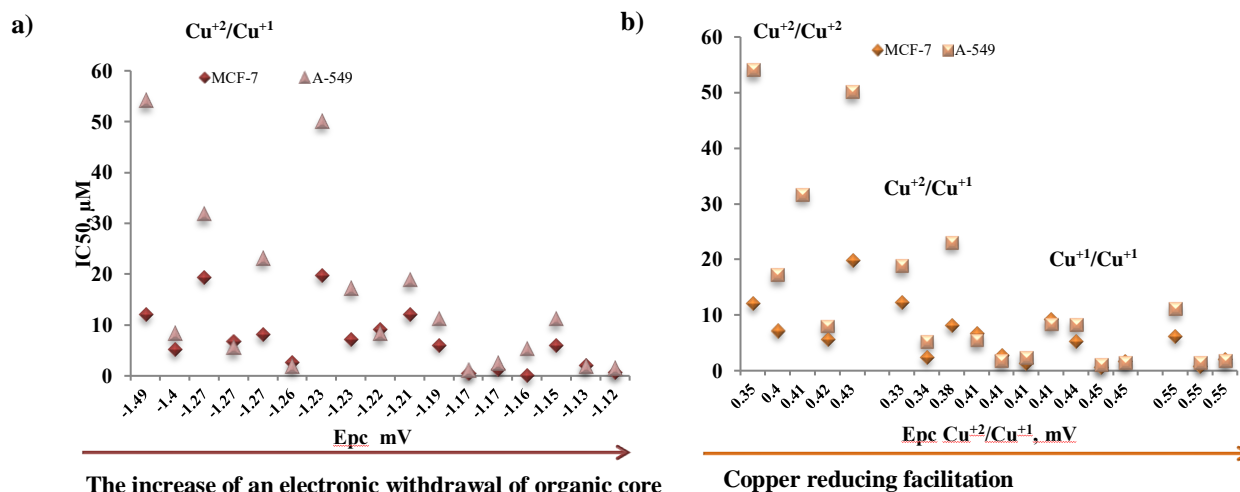 a)
Cu+2/Cu+1
MCF-7 A-549
60
50
40
30
20
10
0
IC50, µM
-1.49 -1.4 -1.27 -1.27 -1.27 -1.26 -1.23 -1.23 -1.22 -1.21 -1.19 -1.17 -1.17 -1.16 -1.15 -1.13 -1.12
Epc mV
The increase of an electronic withdrawal of organic core
b)
Cu+2/Cu+2
MCF-7 A-549
60
50
40
30
20
10
0
Cu+2/Cu+1
Cu+1/Cu+1
0.35 0.4 0.41 0.42 0.43 0.33 0.34 0.38 0.41 0.41 0.41 0.41 0.44 0.45 0.45 0.55 0.55 0.55
Epc Cu+2/Cu+1, mV
Copper reducing facilitation